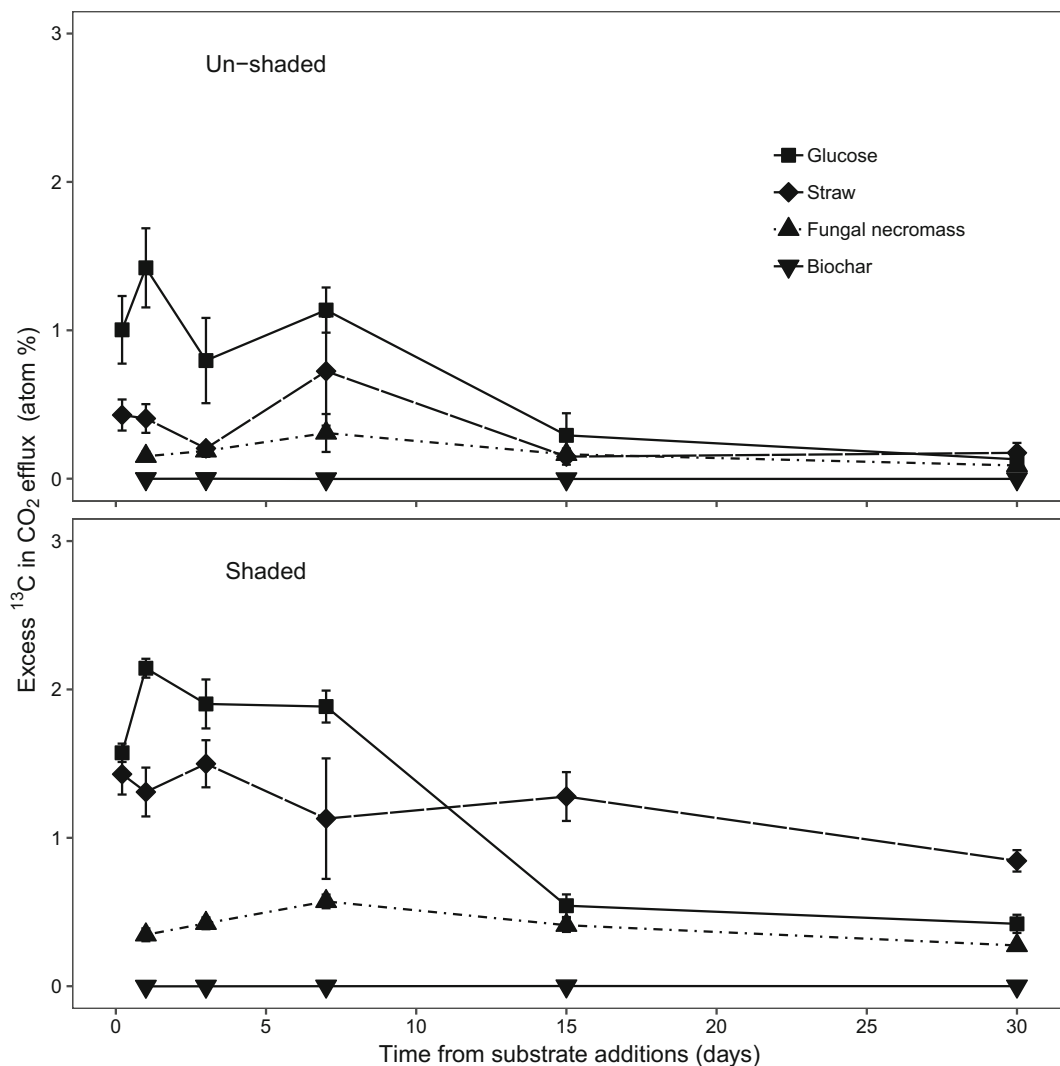 Excess ¹³C in CO₂ efflux (atom %)
3
2
1
0
Un−shaded
Glucose
Straw
Fungal necromass
Biochar
3
2
1
0
Shaded
0 5 10 15 20 25 30
Time from substrate additions (days)